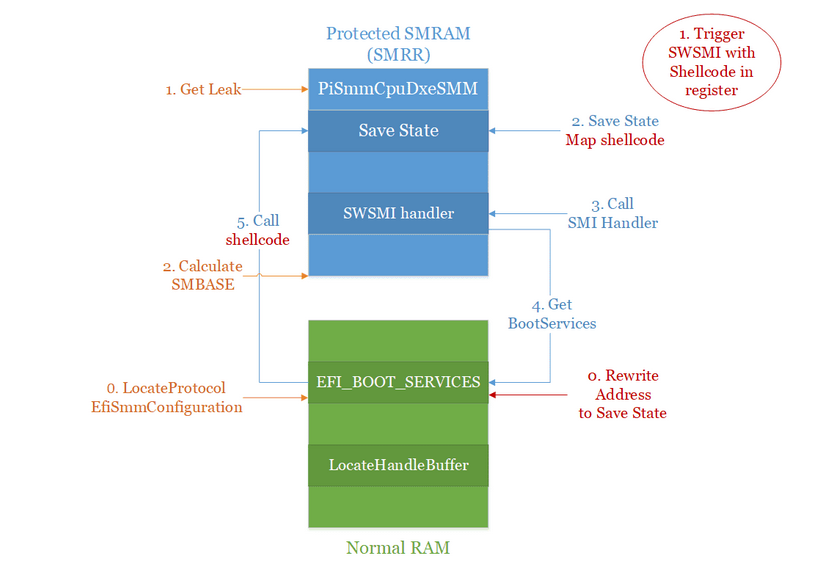 Protected SMRAM
(SMRR)
1. Trigger
SWSMI with
Shellcode in
register
1. Get Leak
PiSmmCpuDxeSMM
Save State
2. Save State
Map shellcode
SWSMI handler
3. Call
SMI Handler
5. Call
shellcode
2. Calculate
SMBASE
4. Get
BootServices
0. LocateProtocol
EfiSmmConfiguration
EFI_BOOT_SERVICES
0. Rewrite
Address
to Save State
LocateHandleBuffer
Normal RAM